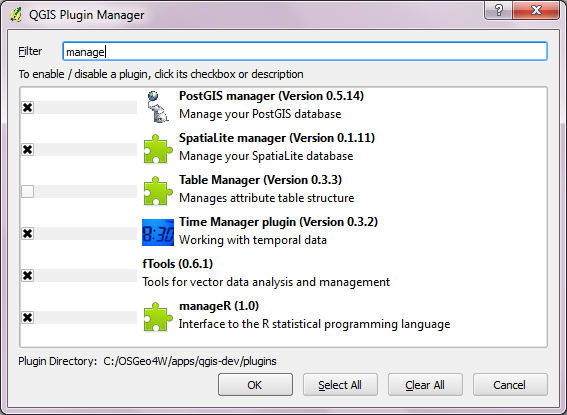 QGIS Plugin Manager
Filter manage
To enable / disable a plugin, click its checkbox or description
PostGIS manager (Version 0.5.14)
Manage your PostGIS database
SpatiaLite manager (Version 0.1.11)
Manage your SpatiaLite database
Table Manager (Version 0.3.3)
Manages attribute table structure
8:30
Time Manager plugin (Version 0.3.2)
Working with temporal data
fTools (0.6.1)
Tools for vector data analysis and management
manageR (1.0)
Interface to the R statistical programming language
Plugin Directory: C:/OSGeo4W/apps/qgis-dev/plugins
OK Select All Clear All Cancel